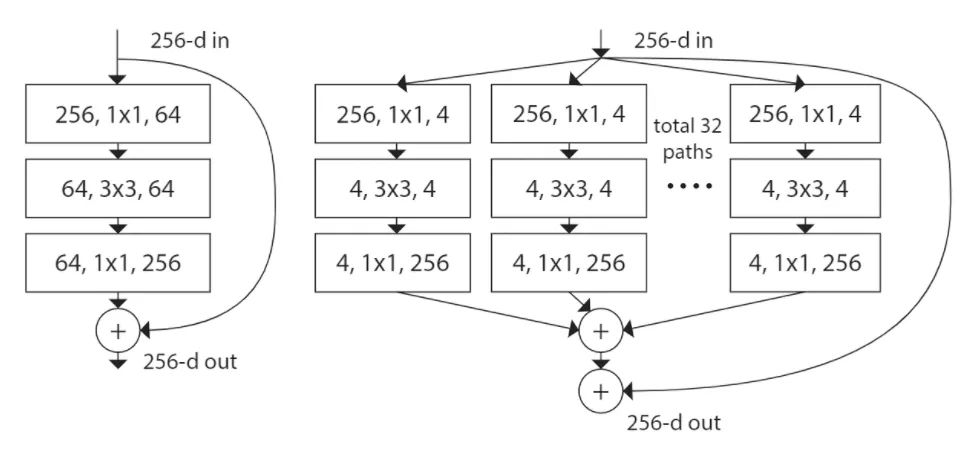 256-d in
256, 1x1, 64
64, 3x3, 64
64, 1x1, 256
+
256-d out
256-d in
256, 1x1, 4
256, 1x1, 4
total 32
paths
256, 1x1, 4
4, 3x3, 4
4, 3x3, 4
....
4, 3x3, 4
4, 1x1, 256
4, 1x1, 256
4, 1x1, 256
+
+
256-d out